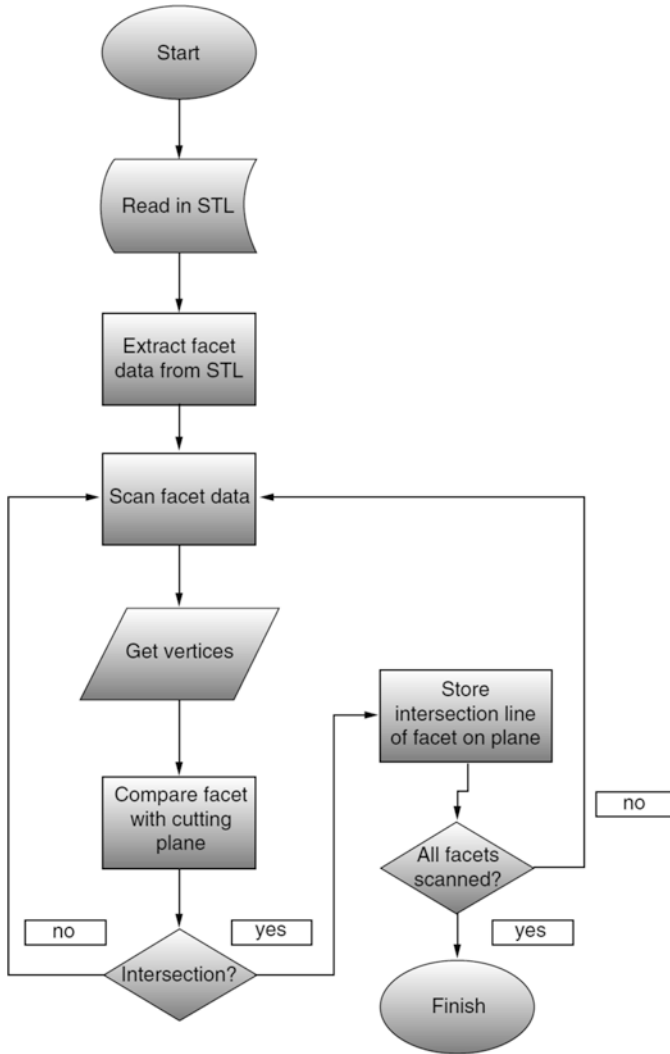 Start
Read in STL
Extract facet
data from STL
Scan facet data
Get vertices
Compare facet
with cutting
plane
no
yes
Intersection?
Store
intersection line
of facet on plane
no
All facets
scanned?
yes
Finish